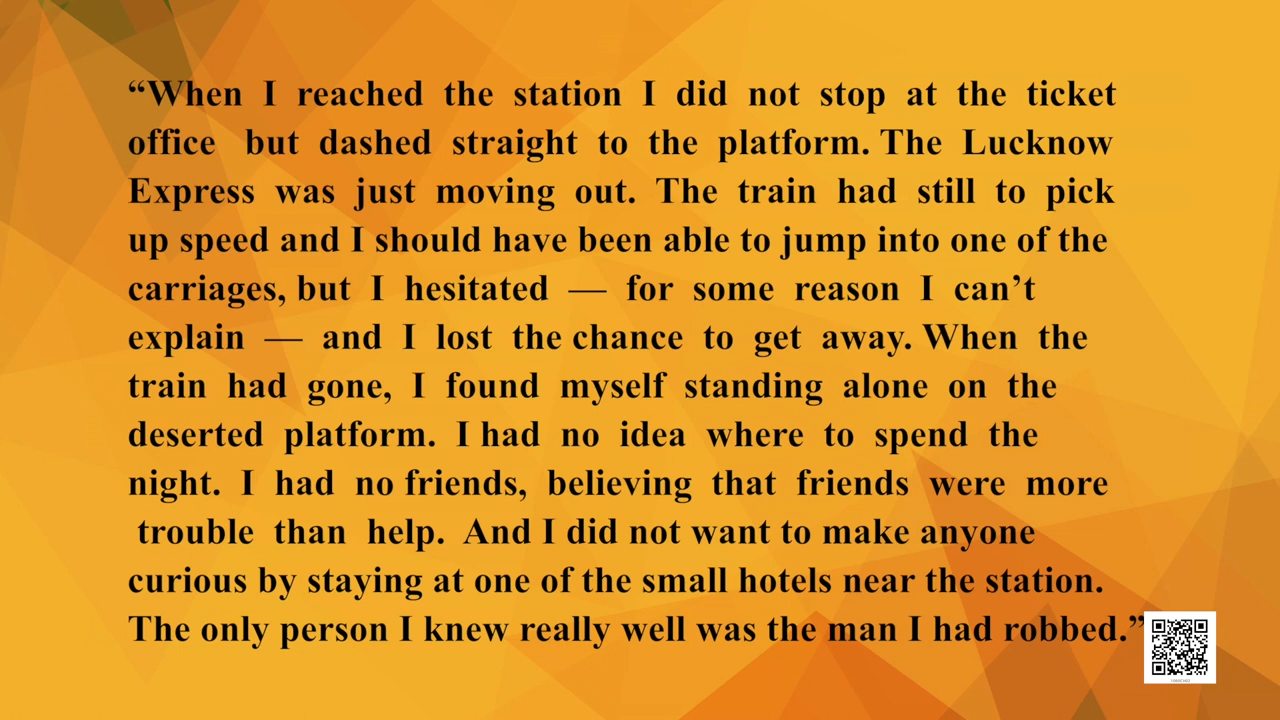 “When I reached the station I did not stop at the ticket
office but dashed straight to the platform. The Lucknow
Express was just moving out. The train had still to pick
up speed and I should have been able to jump into one of the
carriages, but I hesitated — for some reason I can’t
explain — and I lost the chance to get away. When the
train had gone, I found myself standing alone on the
deserted platform. I had no idea where to spend the
night. I had no friends, believing that friends were more
trouble than help. And I did not want to make anyone
curious by staying at one of the small hotels near the station.
The only person I knew really well was the man I had robbed.”